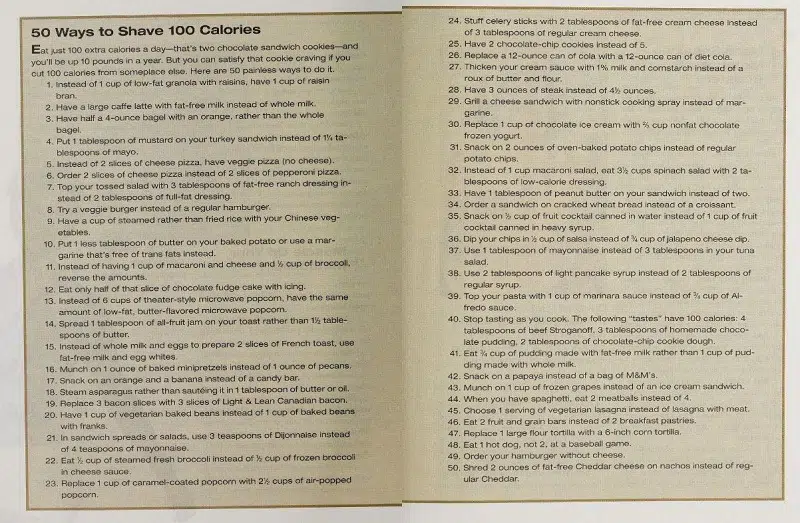 50 Ways to Shave 100 Calories
Eat just 100 extra calories a day—that's two chocolate sandwich cookies—and
you'll be up 10 pounds in a year. But you can satisfy that cookie craving if you
cut 100 calories from someplace else. Here are 50 painless ways to do it.
1. Instead of 1 cup of low-fat granola with raisins, have 1 cup of raisin
bran.
2. Have a large caffe latte with fat-free milk instead of whole milk.
3. Have half a 4-ounce bagel with an orange, rather than the whole
bagel.
4. Put 1 tablespoon of mustard on your turkey sandwich instead of 1¼ ta-
blespoons of mayo.
5. Instead of 2 slices of cheese pizza, have veggie pizza (no cheese).
6. Order 2 slices of cheese pizza instead of 2 slices of pepperoni pizza.
7. Top your tossed salad with 3 tablespoons of fat-free ranch dressing in-
stead of 2 tablespoons of full-fat dressing.
8. Try a veggie burger instead of a regular hamburger.
9. Have a cup of steamed rather than fried rice with your Chinese veg-
etables.
10. Put 1 less tablespoon of butter on your baked potato or use a mar-
garine that's free of trans fats instead.
11. Instead of having 1 cup of macaroni and cheese and ½ cup of broccoli,
reverse the amounts.
12. Eat only half of that slice of chocolate fudge cake with icing.
13. Instead of 6 cups of theater-style microwave popcorn, have the same
amount of low-fat, butter-flavored microwave popcorn.
14. Spread 1 tablespoon of all-fruit jam on your toast rather than 1½ table-
spoons of butter.
15. Instead of whole milk and eggs to prepare 2 slices of French toast, use
fat-free milk and egg whites.
16. Munch on 1 ounce of baked minipretzels instead of 1 ounce of pecans.
17. Snack on an orange and a banana instead of a candy bar.
18. Steam asparagus rather than sautéing it in 1 tablespoon of butter or oil.
19. Replace 3 bacon slices with 3 slices of Light & Lean Canadian bacon.
20. Have 1 cup of vegetarian baked beans instead of 1 cup of baked beans
with franks.
21. In sandwich spreads or salads, use 3 teaspoons of Dijonnaise instead
of 4 teaspoons of mayonnaise.
22. Eat ½ cup of steamed fresh broccoli instead of ½ cup of frozen broccoli
in cheese sauce.
23. Replace 1 cup of caramel-coated popcorn with 2½ cups of air-popped
popcorn.
24. Stuff celery sticks with 2 tablespoons of fat-free cream cheese instead
of 3 tablespoons of regular cream cheese.
25. Have 2 chocolate-chip cookies instead of 5.
26. Replace a 12-ounce can of cola with a 12-ounce can of diet cola.
27. Thicken your cream sauce with 1% milk and cornstarch instead of a
roux of butter and flour.
28. Have 3 ounces of steak instead of 4½ ounces.
29. Grill a cheese sandwich with nonstick cooking spray instead of mar-
garine.
30. Replace 1 cup of chocolate ice cream with ⅔ cup nonfat chocolate
frozen yogurt.
31. Snack on 2 ounces of oven-baked potato chips instead of regular
potato chips.
32. Instead of 1 cup macaroni salad, eat 3½ cups spinach salad with 2 ta-
blespoons of low-calorie dressing.
33. Have 1 tablespoon of peanut butter on your sandwich instead of two.
34. Order a sandwich on cracked wheat bread instead of a croissant.
35. Snack on ½ cup of fruit cocktail canned in water instead of 1 cup of fruit
cocktail canned in heavy syrup.
36. Dip your chips in ½ cup of salsa instead of ¾ cup of jalapeno cheese dip.
37. Use 1 tablespoon of mayonnaise instead of 3 tablespoons in your tuna
salad.
38. Use 2 tablespoons of light pancake syrup instead of 2 tablespoons of
regular syrup.
39. Top your pasta with 1 cup of marinara sauce instead of ¾ cup of Al-
fredo sauce.
40. Stop tasting as you cook. The following "tastes" have 100 calories: 4
tablespoons of beef Stroganoff, 3 tablespoons of homemade choco-
late pudding, 2 tablespoons of chocolate-chip cookie dough.
41. Eat ¾ cup of pudding made with fat-free milk rather than 1 cup of pud-
ding made with whole milk.
42. Snack on a papaya instead of a bag of M&M's.
43. Munch on 1 cup of frozen grapes instead of an ice cream sandwich.
44. When you have spaghetti, eat 2 meatballs instead of 4.
45. Choose 1 serving of vegetarian lasagna instead of lasagna with meat.
46. Eat 2 fruit and grain bars instead of 2 breakfast pastries.
47. Replace 1 large flour tortilla with a 6-inch corn tortilla.
48. Eat 1 hot dog, not 2, at a baseball game.
49. Order your hamburger without cheese.
50. Shred 2 ounces of fat-free Cheddar cheese on nachos instead of reg-
ular Cheddar.